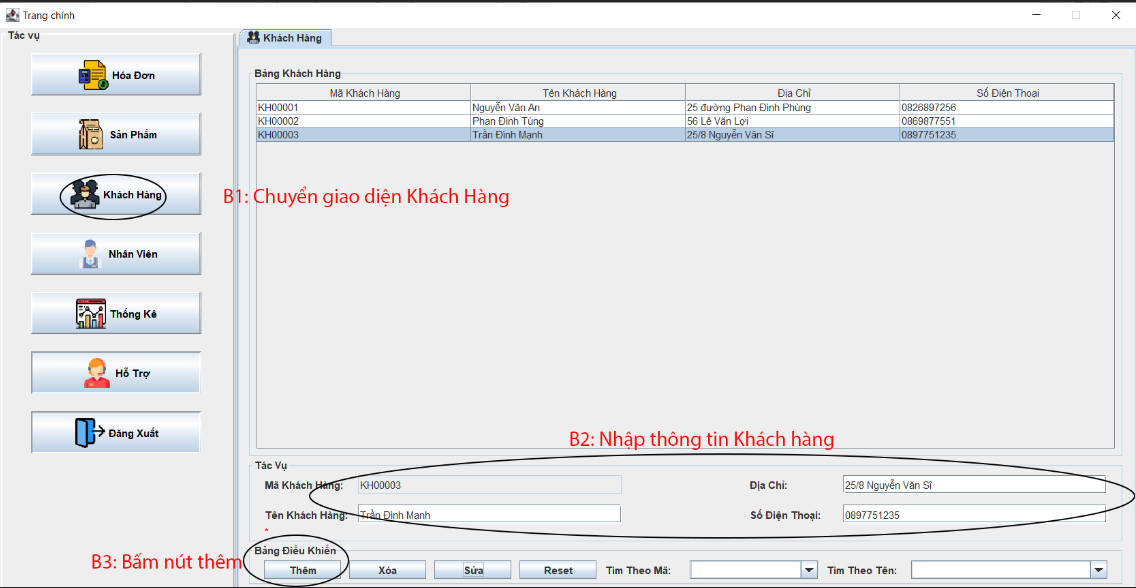 Trang chính
Tác vụ
Hóa Đơn
Sản Phẩm
Khách Hàng
Nhân Viên
Thống Kê
Hỗ Trợ
Đăng Xuất
B1: Chuyển giao diện Khách Hàng
Khách Hàng
Bảng Khách Hàng
Mã Khách Hàng Tên Khách Hàng Địa Chỉ Số Điện Thoại
KH00001 Nguyễn Văn An 25 đường Phan Đình Phùng 0826897256
KH00002 Phan Đình Tùng 56 Lê Văn Lợi 0869877551
KH00003 Trần Đình Mạnh 25/8 Nguyễn Văn Sĩ 0897751235
B2: Nhập thông tin Khách hàng
Tác Vụ
Mã Khách Hàng: KH00003 Địa Chỉ: 25/8 Nguyễn Văn Sĩ
Tên Khách Hàng: Trần Đình Mạnh Số Điện Thoại: 0897751235
*
B3: Bấm nút thêm
Bảng Điều Khiển
Thêm Xóa Sửa Reset Tìm Theo Mã: Tìm Theo Tên: